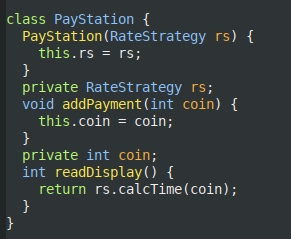 class PayStation {
  PayStation(RateStrategy rs) {
    this.rs = rs;
  }
  private RateStrategy rs;
  void addPayment(int coin) {
    this.coin = coin;
  }
  private int coin;
  int readDisplay() {
    return rs.calcTime(coin);
  }
}